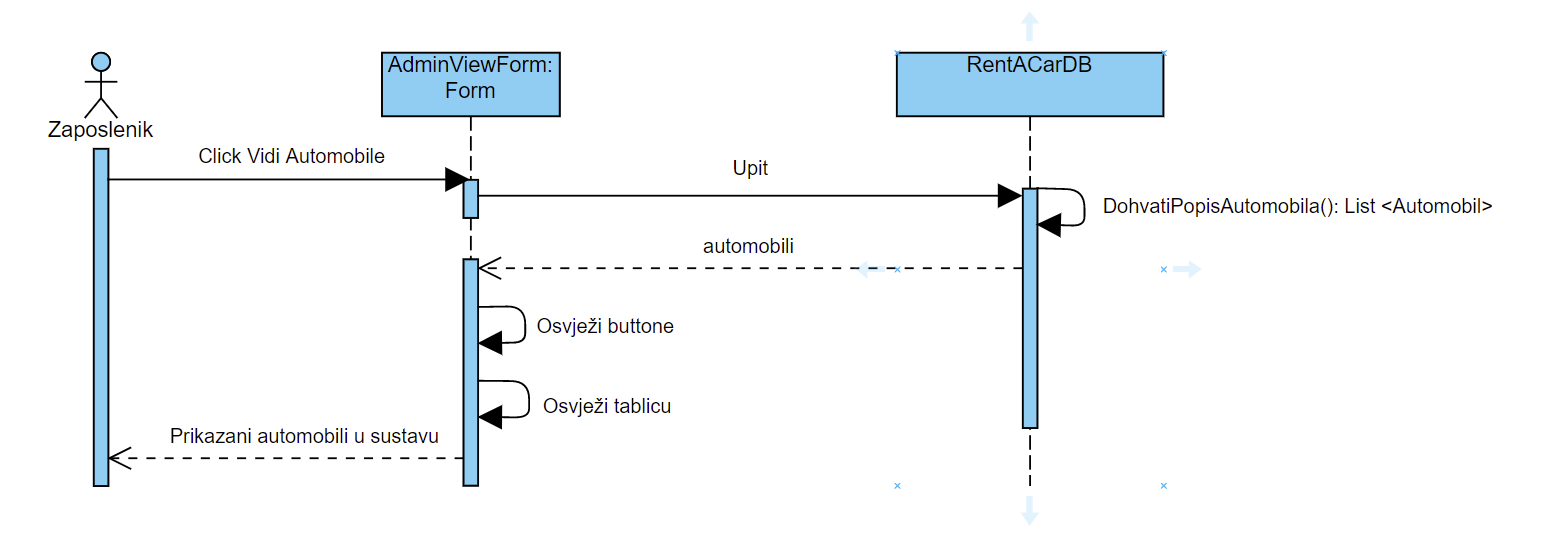 AdminViewForm:
Form
RentACarDB
Zaposlenik
Click Vidi Automobile
Upit
DohvatiPopisAutomobila(): List <Automobil>
automobili
Osvježi buttone
Osvježi tablicu
Prikazani automobili u sustavu